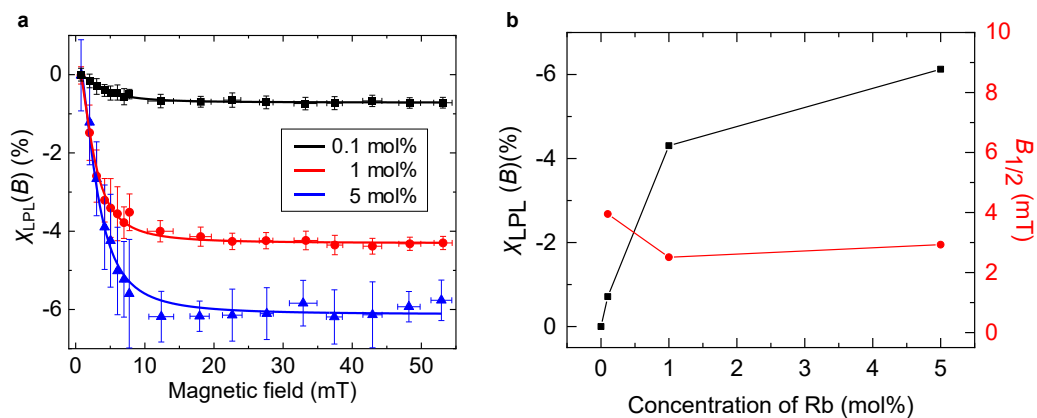 a
0
-2
-4
-6
0 10 20 30 40 50
Magnetic field (mT)
XLPL(B) (%)
0.1 mol%
1 mol%
5 mol%
b
-6
-4
-2
0
0 1 2 3 4 5
Concentration of Rb (mol%)
XLPL (B)(%)
10
8
6
4
2
0
B1/2 (mT)